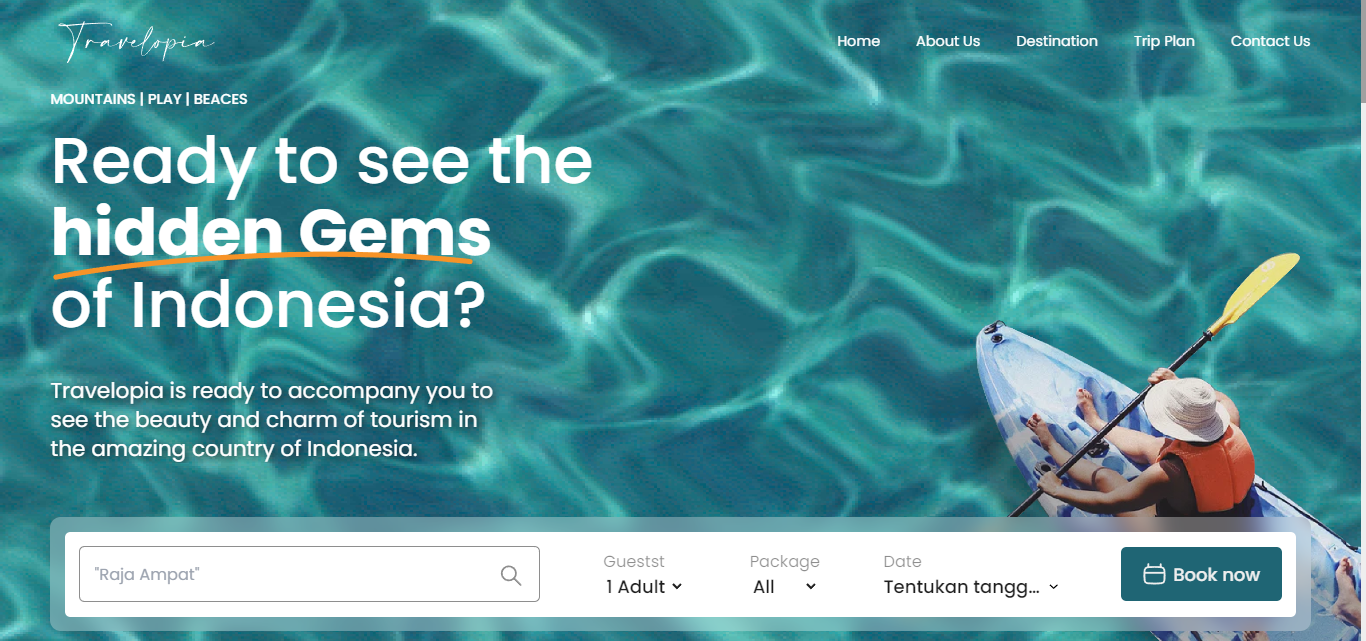 Travelopia
Home About Us Destination Trip Plan Contact Us
MOUNTAINS | PLAY | BEACES
Ready to see the
hidden Gems
of Indonesia?
Travelopia is ready to accompany you to
see the beauty and charm of tourism in
the amazing country of Indonesia.
"Raja Ampat"
Guestst
1 Adult
Package
All
Date
Tentukan tangg...
Book now